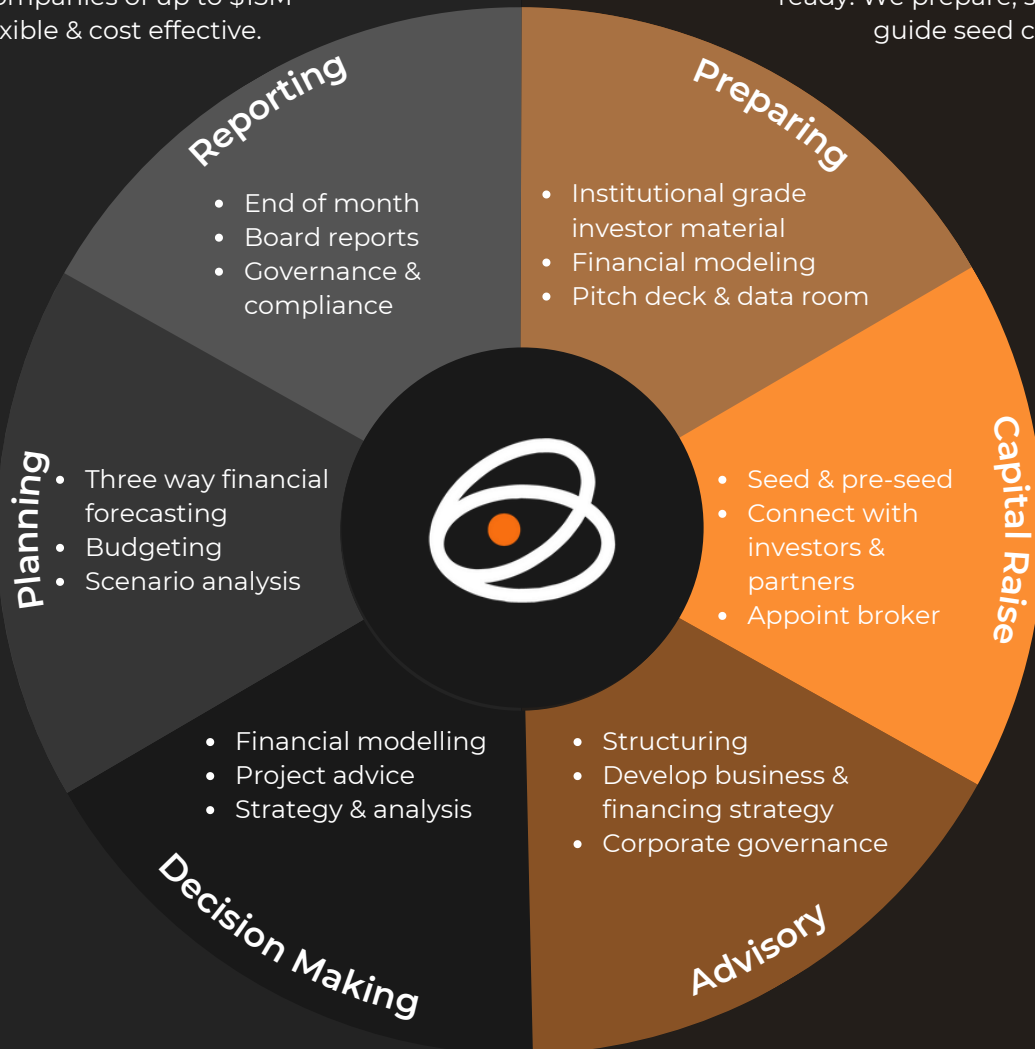 xible & cost effective.
guide seed
Reporting
End of month
Board reports
Governance &
compliance
Preparing
Institutional grade
investor material
Financial modeling
Pitch deck & data room
Planning
Three way financial
forecasting
Budgeting
Scenario analysis
Capital Raise
Seed & pre-seed
Connect with
investors &
partners
Appoint broker
Financial modelling
Project advice
Strategy & analysis
Decision Making
Structuring
Develop business &
financing strategy
Corporate governance
Advisory